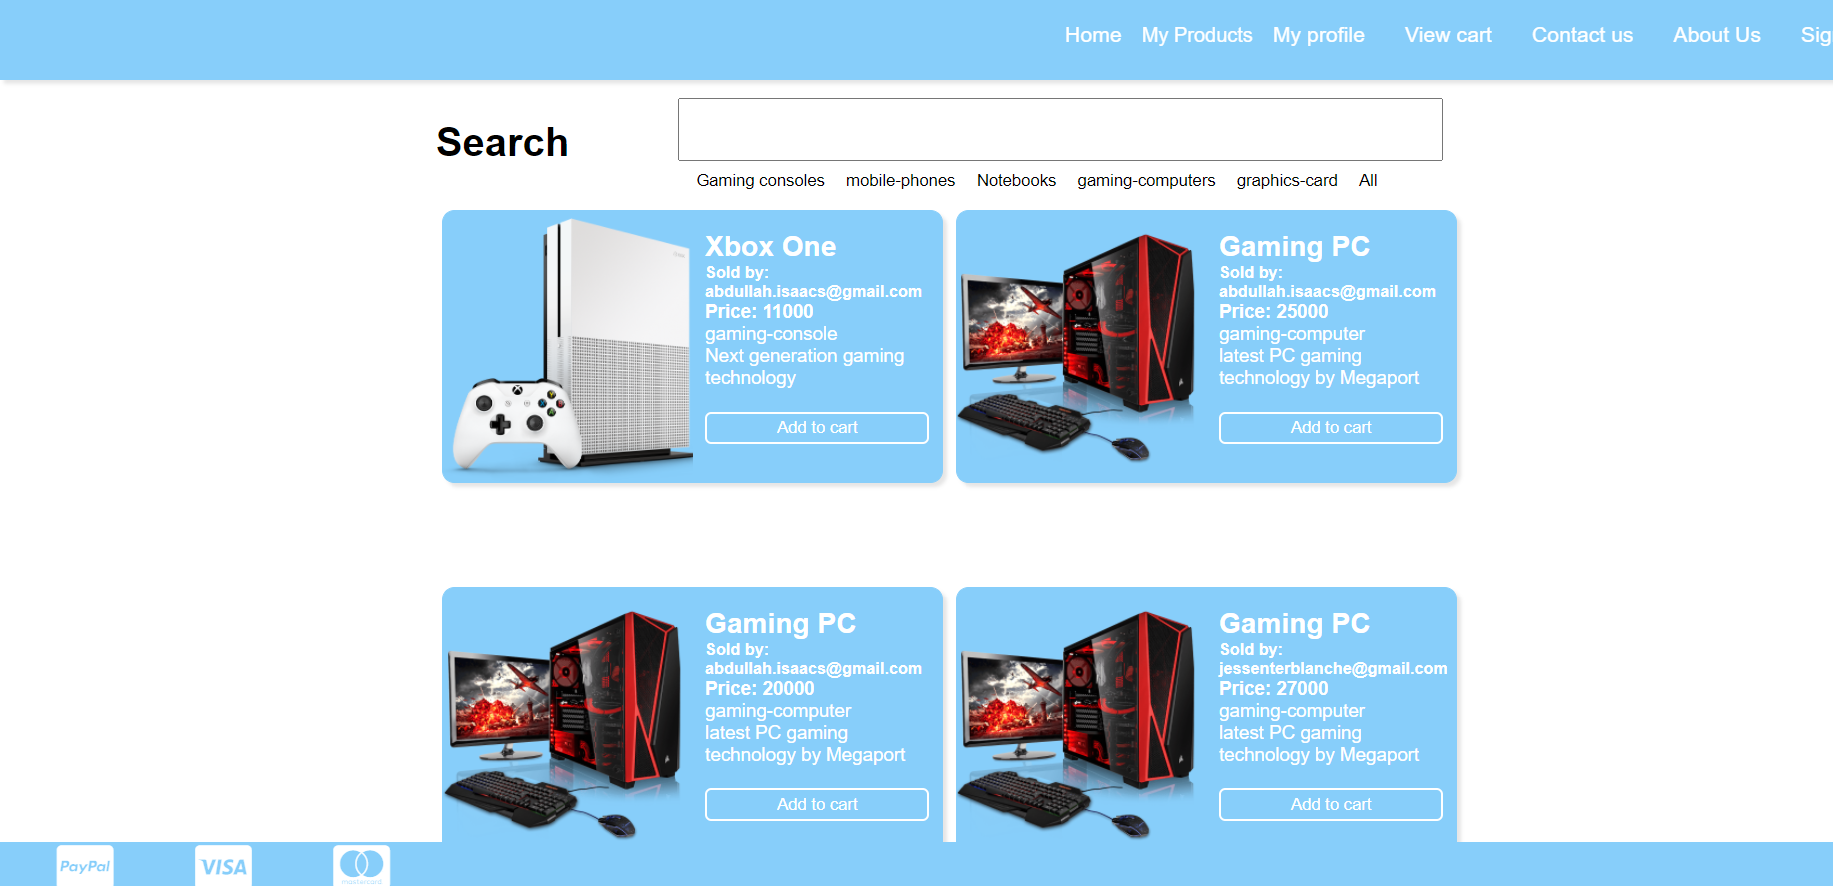 Home My Products My profile View cart Contact us About Us Sig
Search
Gaming consoles mobile-phones Notebooks gaming-computers graphics-card All
Xbox One
Sold by:
abdullah.isaacs@gmail.com
Price: 11000
gaming-console
Next generation gaming
technology
Add to cart
Gaming PC
Sold by:
abdullah.isaacs@gmail.com
Price: 25000
gaming-computer
latest PC gaming
technology by Megaport
Add to cart
Gaming PC
Sold by:
abdullah.isaacs@gmail.com
Price: 20000
gaming-computer
latest PC gaming
technology by Megaport
Add to cart
Gaming PC
Sold by:
jessenterblanche@gmail.com
Price: 27000
gaming-computer
latest PC gaming
technology by Megaport
Add to cart
PayPal VISA